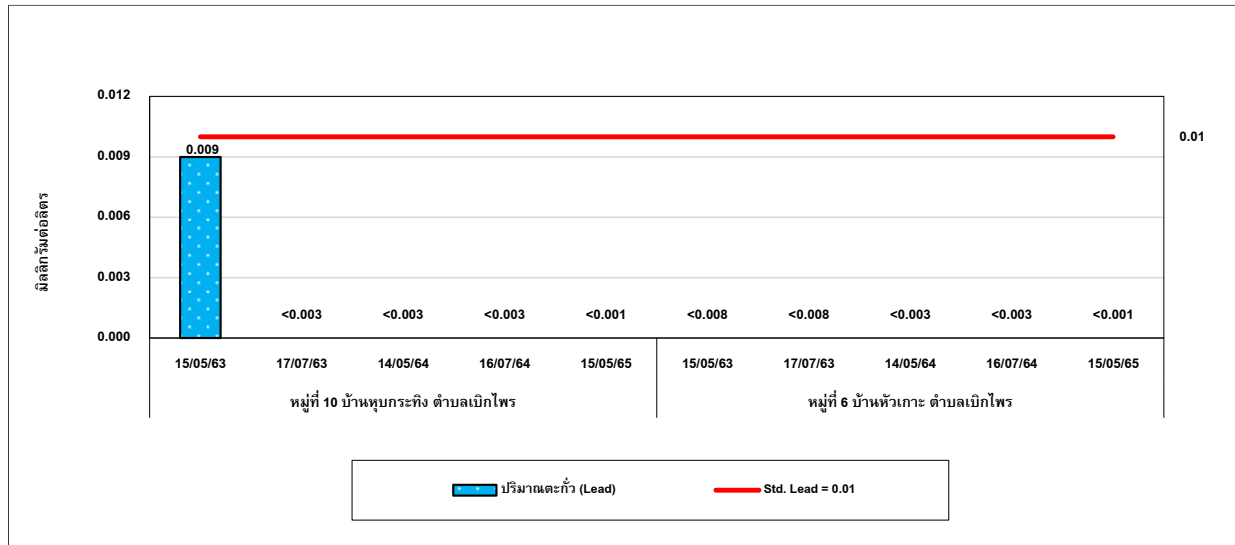 0.012
0.009
0.006
0.003
0.000
มิลลิกรัมต่อลิตร
0.01
0.009
<0.003 <0.003 <0.003 <0.001 <0.008 <0.008 <0.003 <0.003 <0.001
15/05/63 17/07/63 14/05/64 16/07/64 15/05/65 15/05/63 17/07/63 14/05/64 16/07/64 15/05/65
หมู่ที่ 10 บ้านหุบกระทิง ตำบลเบิกไพร หมู่ที่ 6 บ้านหัวเกาะ ตำบลเบิกไพร
ปริมาณตะกั่ว (Lead) Std. Lead = 0.01